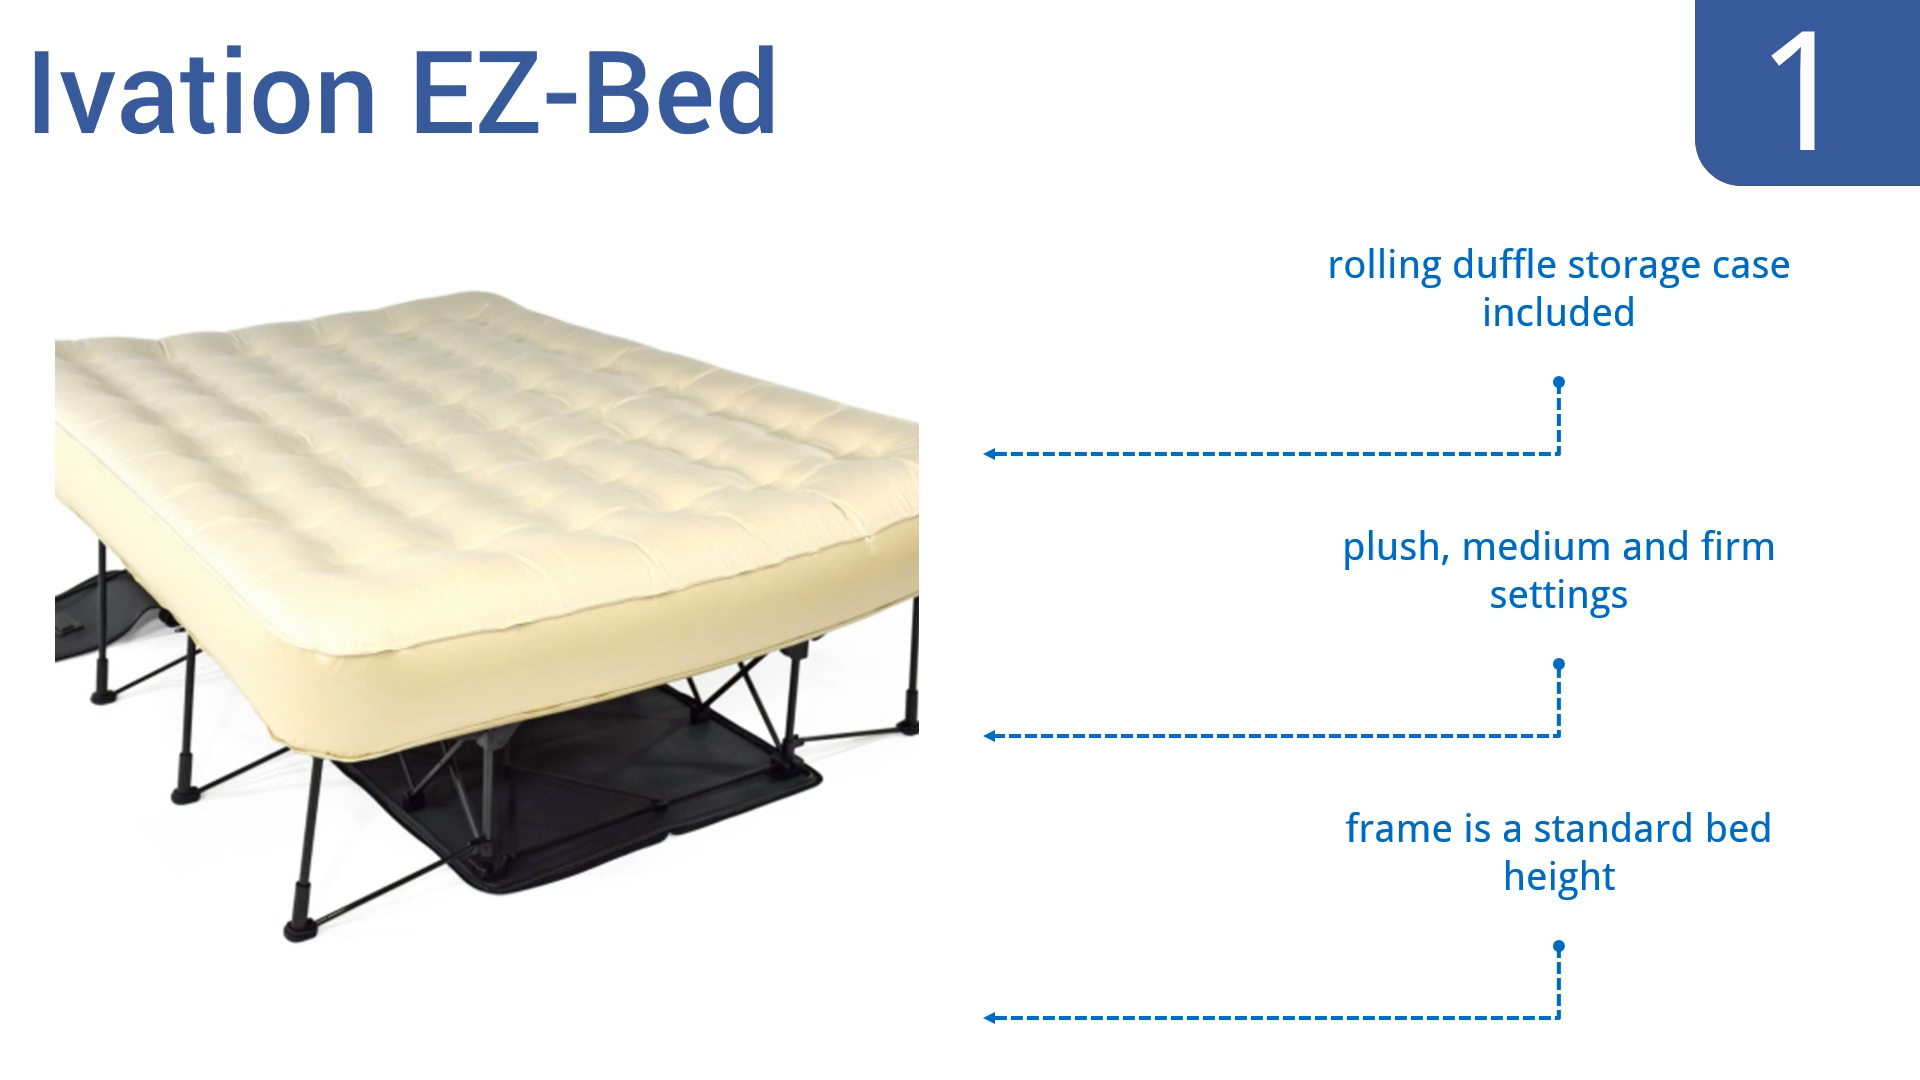 Ivation EZ-Bed
1
rolling duffle storage case
included
plush, medium and firm
settings
frame is a standard bed
height